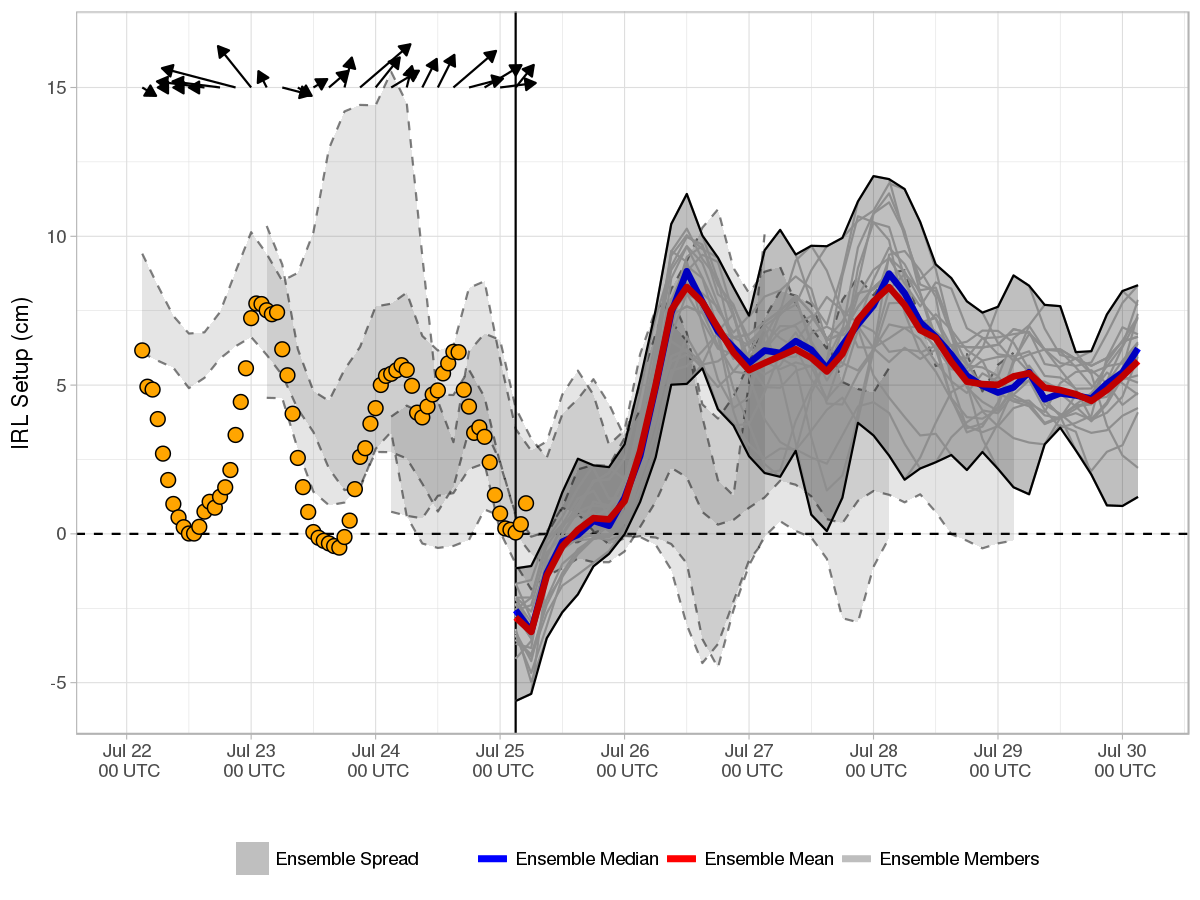 IRL Setup (cm)
15
10
5
0
-5
Jul 22 Jul 23 Jul 24 Jul 25 Jul 26 Jul 27 Jul 28 Jul 29 Jul 30
00 UTC 00 UTC 00 UTC 00 UTC 00 UTC 00 UTC 00 UTC 00 UTC 00 UTC
Ensemble Spread Ensemble Median Ensemble Mean Ensemble Members